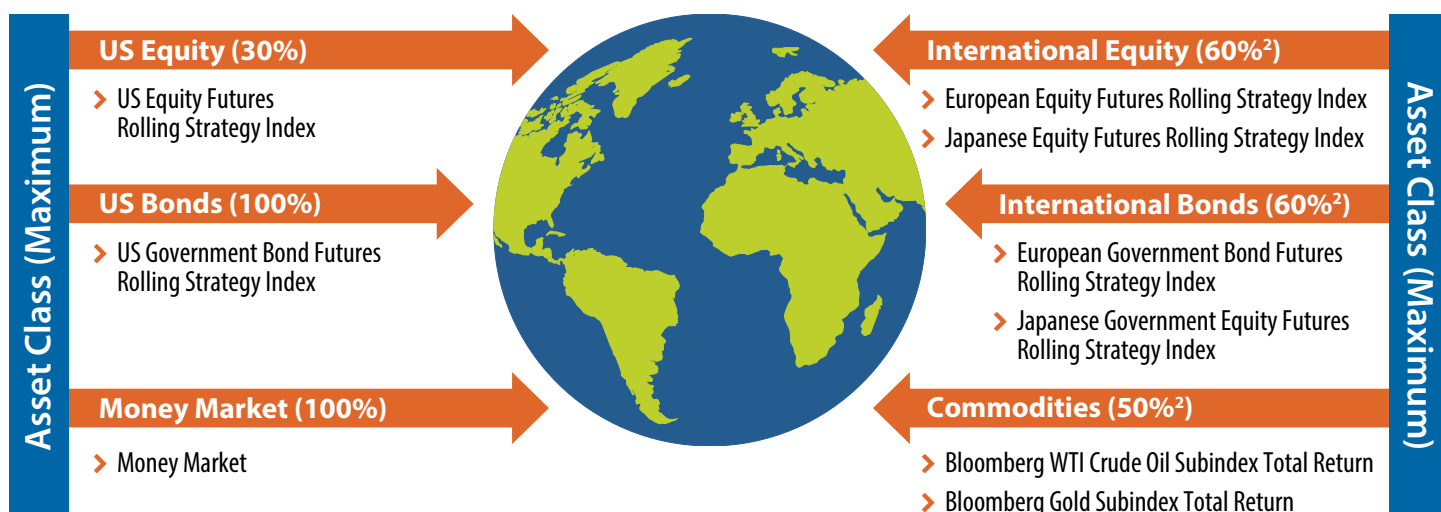 Asset Class (Maximum)
US Equity (30%)
US Equity Futures
Rolling Strategy Index
US Bonds (100%)
US Government Bond Futures
Rolling Strategy Index
Money Market (100%)
Money Market
International Equity (60%²)
European Equity Futures Rolling Strategy Index
Japanese Equity Futures Rolling Strategy Index
International Bonds (60%²)
European Government Bond Futures
Rolling Strategy Index
Japanese Government Equity Futures
Rolling Strategy Index
Commodities (50%²)
Bloomberg WTI Crude Oil Subindex Total Return
Bloomberg Gold Subindex Total Return
Asset Class (Maximum)